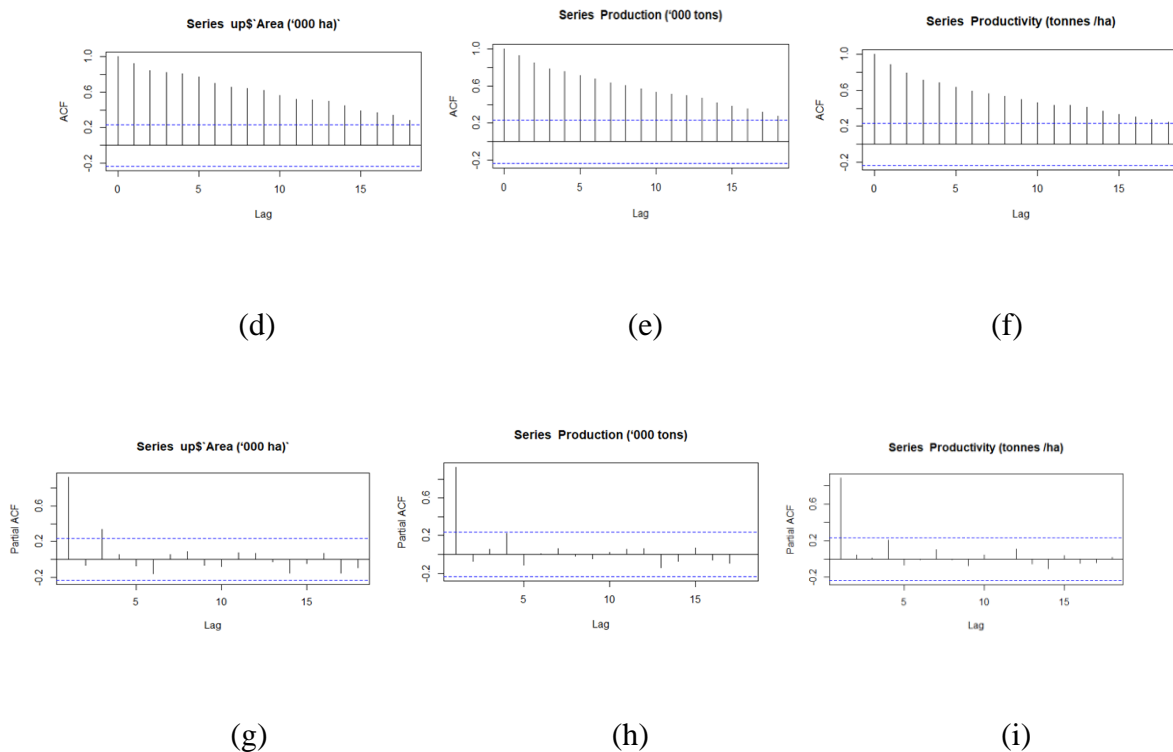 Series up$`Area (‘000 ha)`
ACF
-0.2 0.2 0.6 1.0
0 5 10 15
Lag
(d)
Series Production (‘000 tons)
ACF
-0.2 0.2 0.6 1.0
0 5 10 15
Lag
(e)
Series Productivity (tonnes /ha)
ACF
-0.2 0.2 0.6 1.0
0 5 10 15
Lag
(f)
Series up$`Area (‘000 ha)`
Partial ACF
-0.2 0.2 0.6
5 10 15
Lag
(g)
Series Production (‘000 tons)
Partial ACF
-0.2 0.2 0.6
5 10 15
Lag
(h)
Series Productivity (tonnes /ha)
Partial ACF
-0.2 0.2 0.6
5 10 15
Lag
(i)